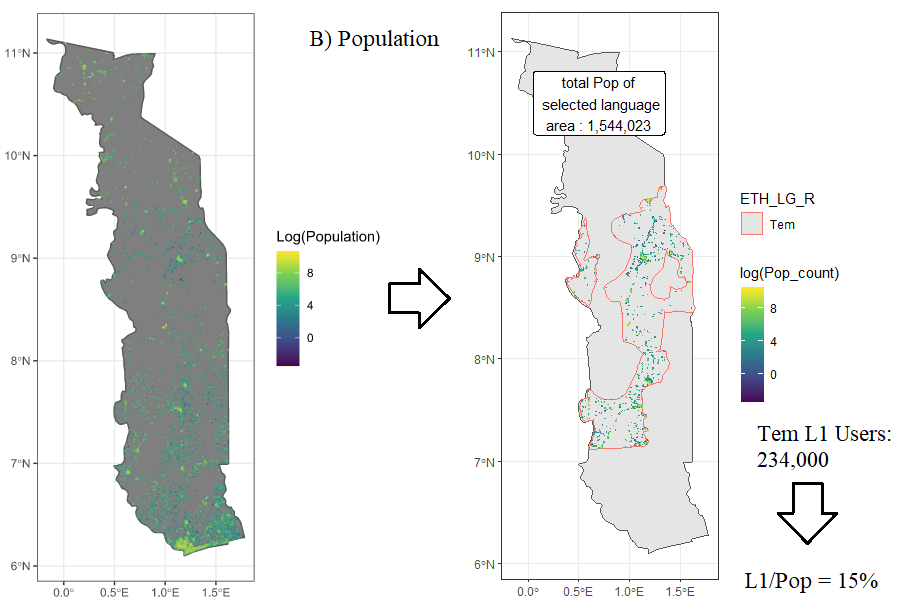 B) Population
11°N
10°N
9°N
8°N
7°N
6°N
0.0°
0.5°E
1.0°E
1.5°E
Log(Population)
8
4
0
11°N
10°N
9°N
8°N
7°N
6°N
0.0°
0.5°E
1.0°E
1.5°E
total Pop of
selected language
area : 1,544,023
ETH_LG_R
Tem
log(Pop_count)
8
4
0
Tem L1 Users:
234,000
L1/Pop = 15%